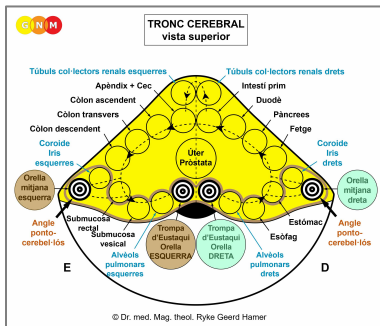 G N M
TRONC CEREBRAL
vista superior
Túbuls col·lectors renals esquerres
Túbuls col·lectors renals drets
Apèndix + Cec
Intestí prim
Còlon ascendent
Duodè
Còlon transvers
Pàncrees
Còlon descendent
Fetge
Coroide
Iris
esquerres
Úter
Pròstata
Coroide
Iris
drets
Orella
mitjana
esquerra
Orella
mitjana
dreta
Angle
ponto-
cerebel·lós
Submucosa
rectal
Submucosa
vesical
Trompa
d'Eustaqui
Orella
ESQUERRA
Trompa
d'Eustaqui
Orella
DRETA
Estómac
Esòfag
Angle
ponto-
cerebel·lós
Alvèols
pulmonars
esquerres
Alvèols
pulmonars
drets
E
D
© Dr. med. Mag. theol. Ryke Geerd Hamer